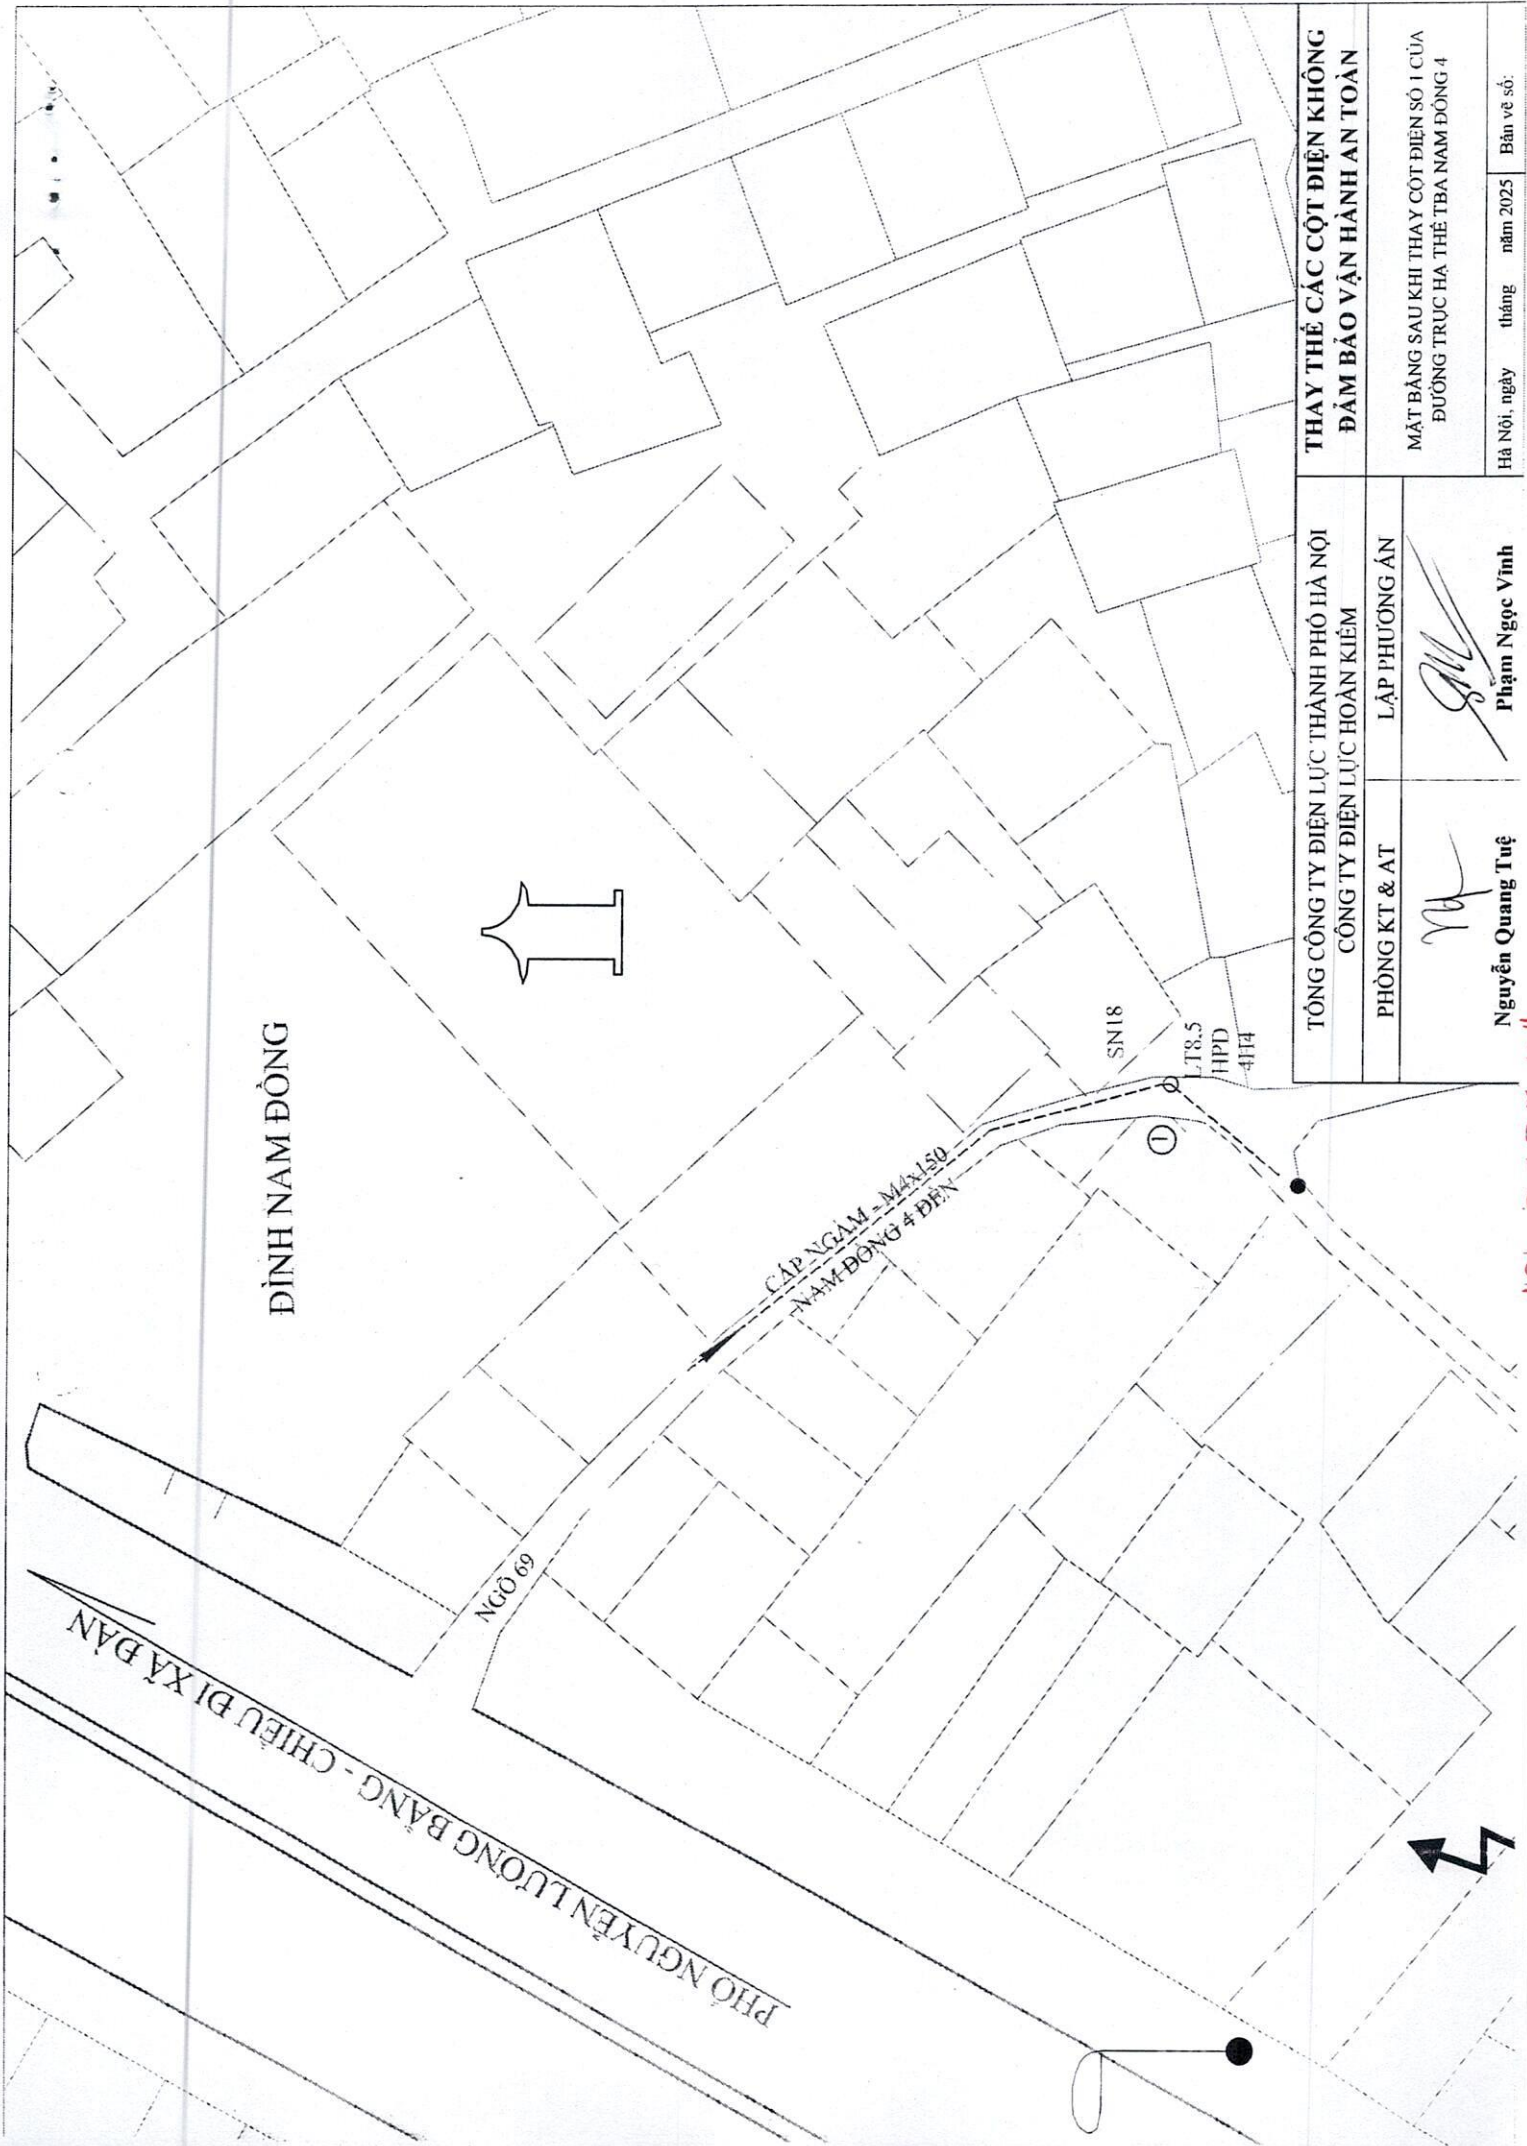 ĐÌNH NAM ĐỒNG
PHỐ NGUYỄN LƯƠNG BẰNG - CHIỀU ĐI XÃ ĐÀN
NGÕ 69
CÁP NGẦM - M4x150
NAM ĐỒNG 4 ĐẾN
SN18
LT8.5
HPD
4H4
1
TỔNG CÔNG TY ĐIỆN LỰC THÀNH PHỐ HÀ NỘI
CÔNG TY ĐIỆN LỰC HOÀN KIẾM
PHÒNG KT & AT
LẬP PHƯƠNG ÁN
Nguyễn Quang Tuệ
Phạm Ngọc Vĩnh
THAY THẾ CÁC CỘT ĐIỆN KHÔNG
ĐẢM BẢO VẬN HÀNH AN TOÀN
MẶT BẰNG SAU KHI THAY CỘT ĐIỆN SỐ 1 CỦA
ĐƯỜNG TRỤC HẠ THẾ TBA NAM ĐỒNG 4
Hà Nội, ngày tháng năm 2025
Bản vẽ số: